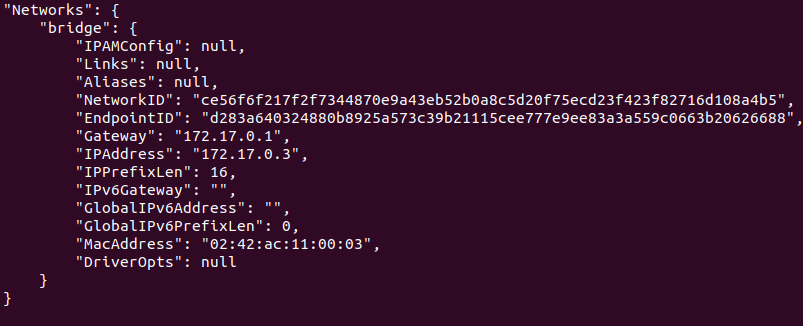 "Networks": {
    "bridge": {
        "IPAMConfig": null,
        "Links": null,
        "Aliases": null,
        "NetworkID": "ce56f6f217f2f7344870e9a43eb52b0a8c5d20f75ecd23f423f82716d108a4b5",
        "EndpointID": "d283a640324880b8925a573c39b21115cee777e9ee83a3a559c0663b20626688",
        "Gateway": "172.17.0.1",
        "IPAddress": "172.17.0.3",
        "IPPrefixLen": 16,
        "IPv6Gateway": "",
        "GlobalIPv6Address": "",
        "GlobalIPv6PrefixLen": 0,
        "MacAddress": "02:42:ac:11:00:03",
        "DriverOpts": null
    }
}